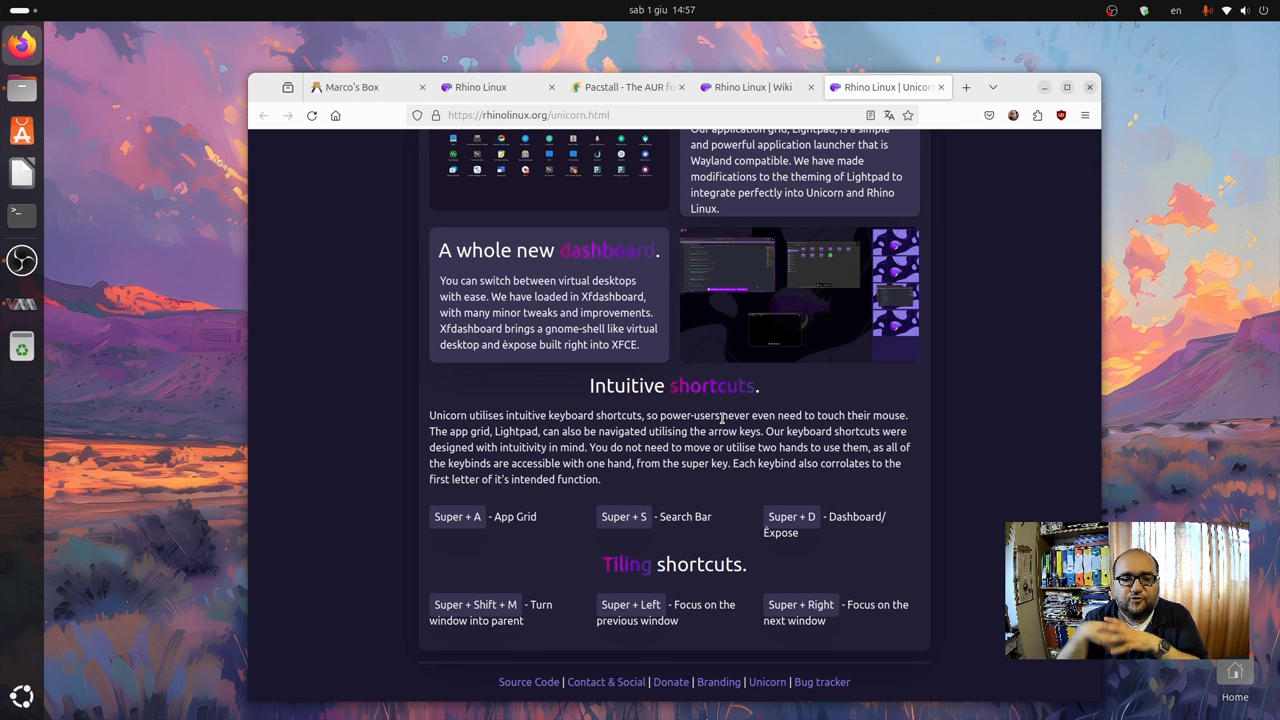 sab 1 giu 14:57
en
Marco's Box
Rhino Linux
Pacstall - The AUR fo
Rhino Linux | Wiki
Rhino Linux | Unicorn
https://rhinolinux.org/unicorn.html
Our application grid, Lightpad, is a simple
and powerful application launcher that is
Wayland compatible. We have made
modifications to the theming of Lightpad to
integrate perfectly into Unicorn and Rhino
Linux.
A whole new dashboard.
You can switch between virtual desktops
with ease. We have loaded in Xfdashboard,
with many minor tweaks and improvements.
Xfdashboard brings a gnome-shell like virtual
desktop and èxpose built right into XFCE.
Intuitive shortcuts.
Unicorn utilises intuitive keyboard shortcuts, so power-users never even need to touch their mouse.
The app grid, Lightpad, can also be navigated utilising the arrow keys. Our keyboard shortcuts were
designed with intuitivity in mind. You do not need to move or utilise two hands to use them, as all of
the keybinds are accessible with one hand, from the super key. Each keybind also corrolates to the
first letter of it's intended function.
Super + A - App Grid
Super + S - Search Bar
Super + D - Dashboard/
Èxpose
Tiling shortcuts.
Super + Shift + M - Turn
window into parent
Super + Left - Focus on the
previous window
Super + Right - Focus on the
next window
Source Code | Contact & Social | Donate | Branding | Unicorn | Bug tracker
Home